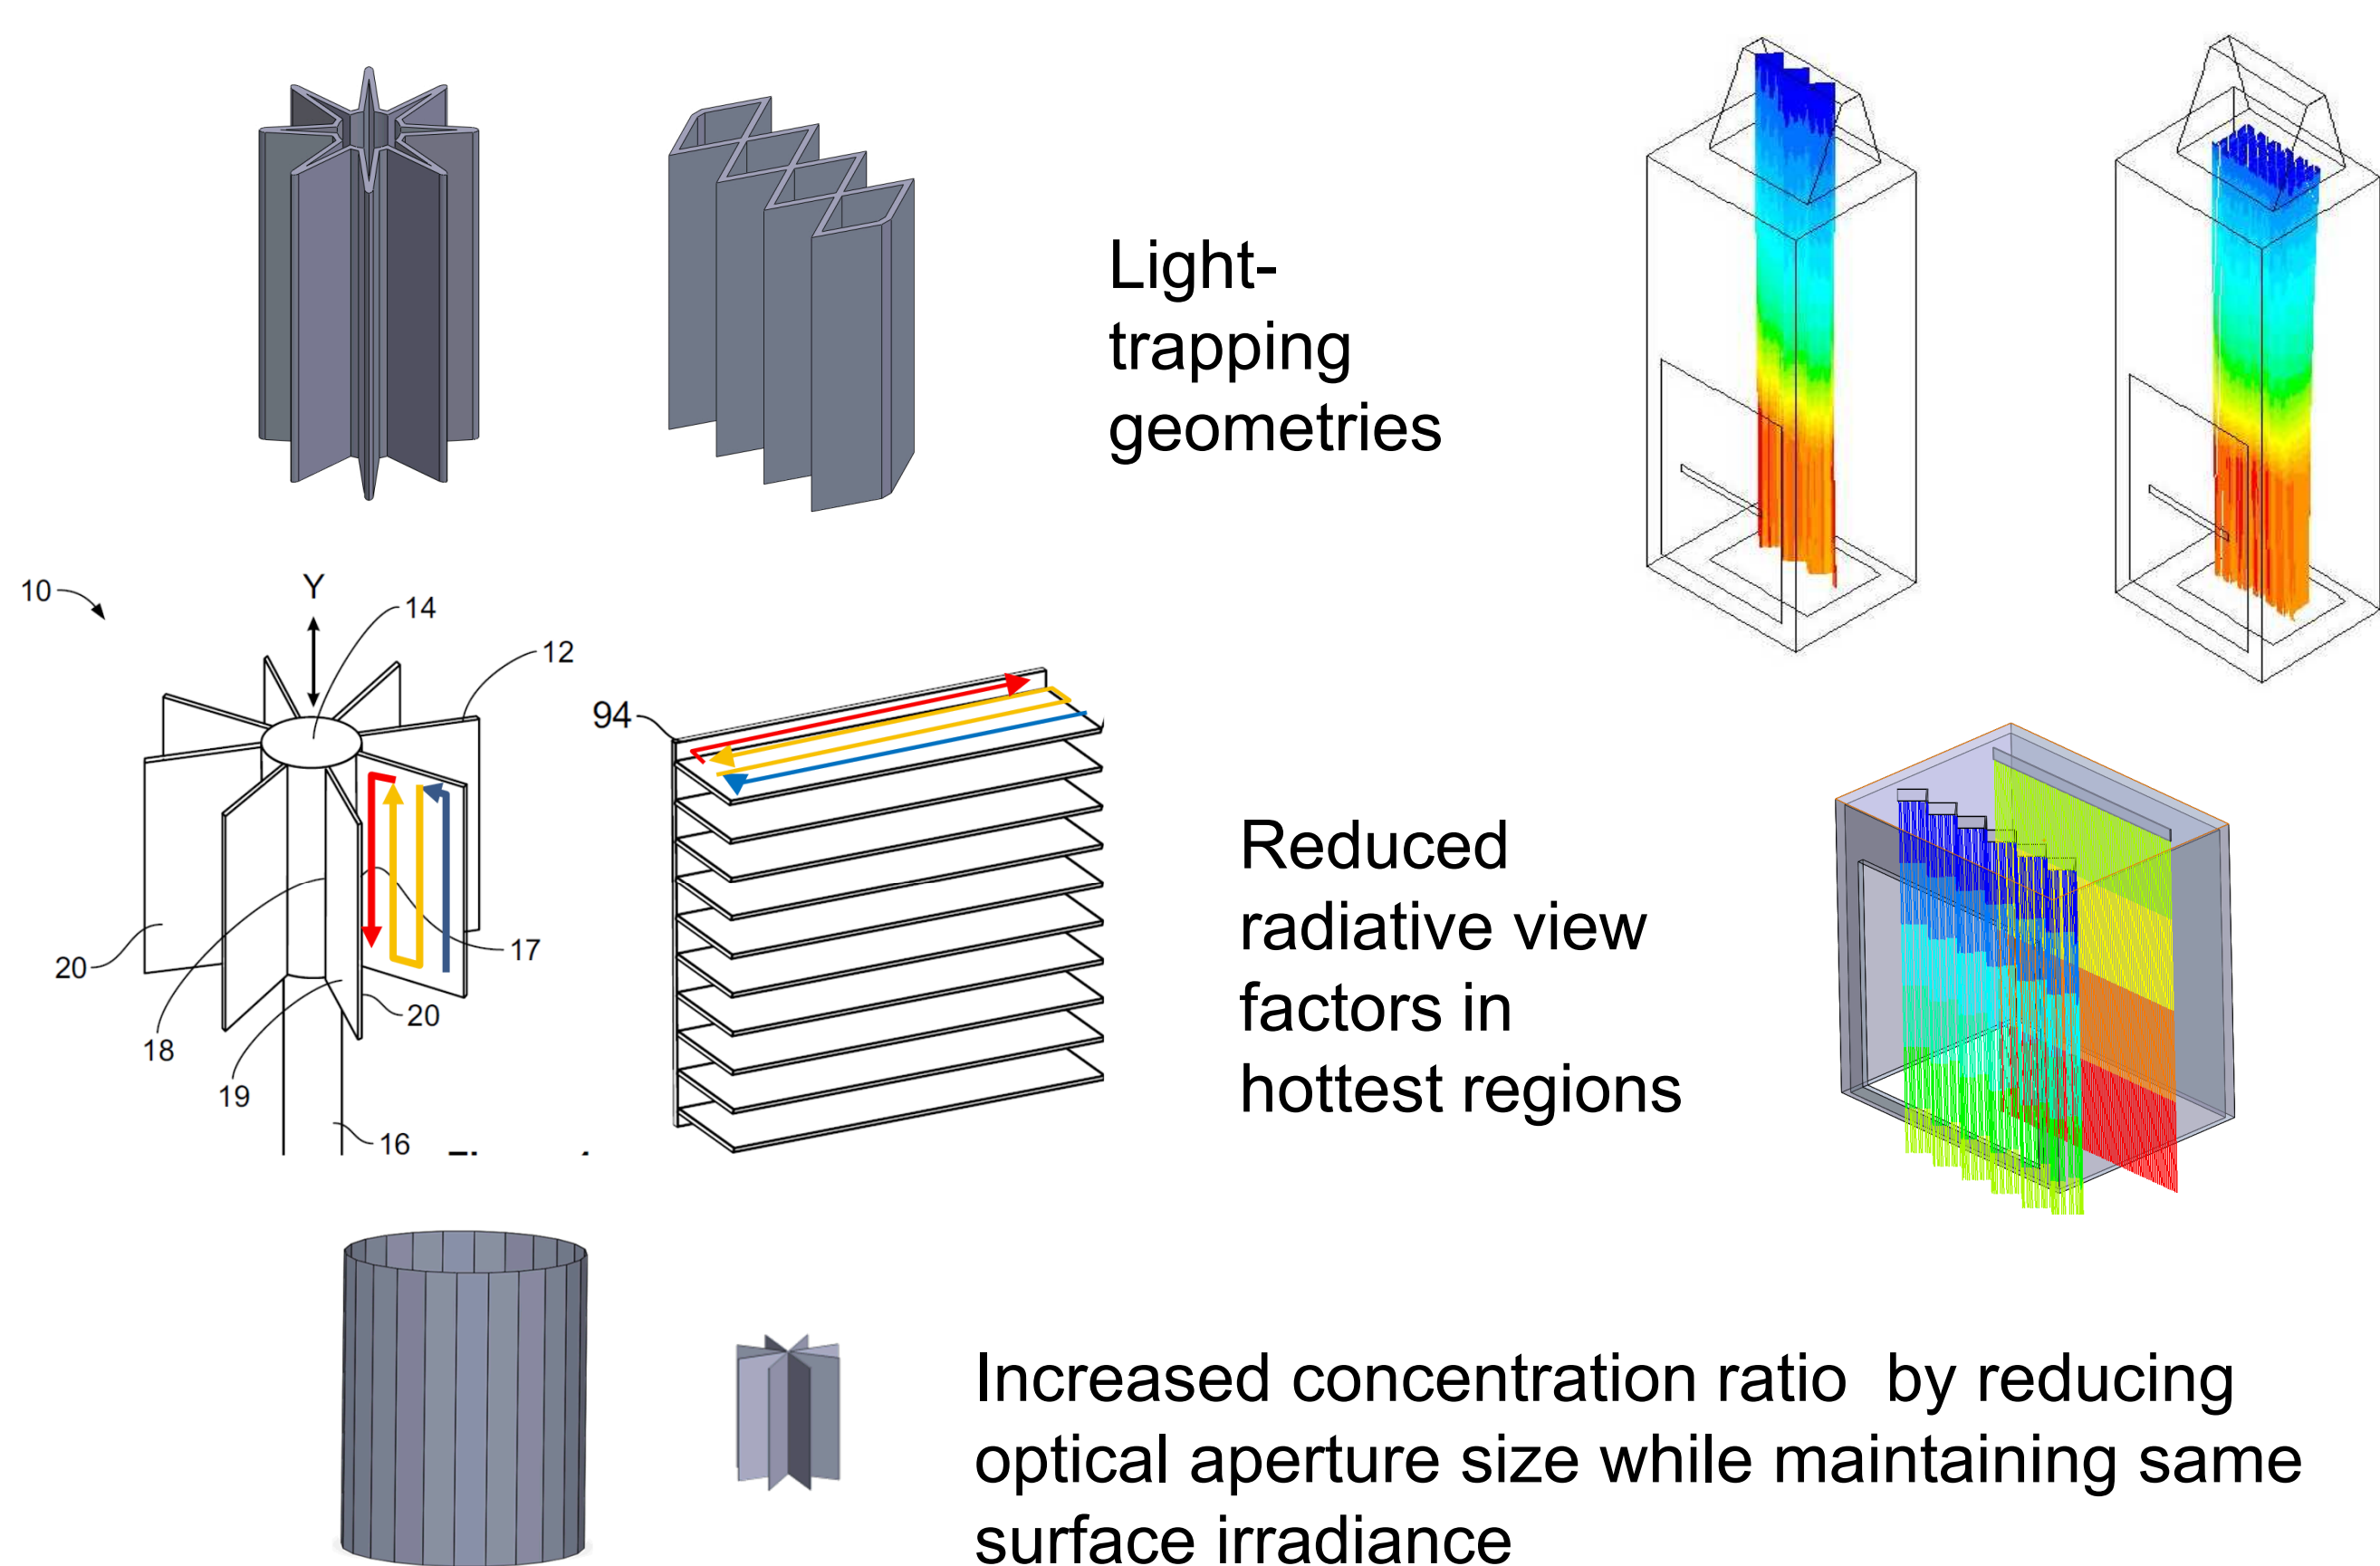 Light-
trapping
geometries
10
Y
14
12
94
20
17
18
20
19
16
Reduced
radiative view
factors in
hottest regions
Increased concentration ratio  by reducing
optical aperture size while maintaining same
surface irradiance